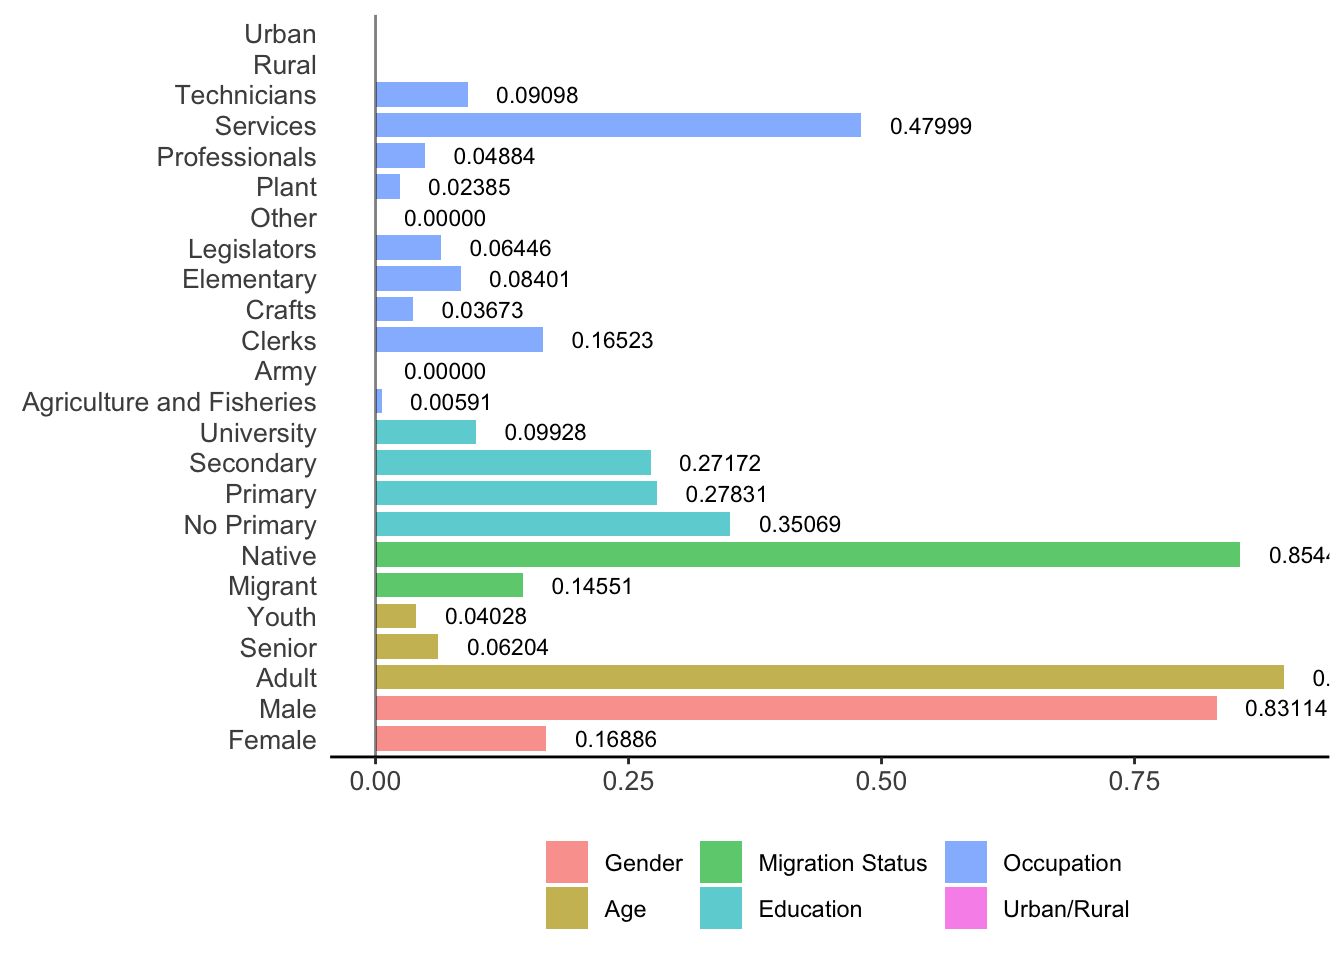 Urban
Rural
Technicians 0.09098
Services 0.47999
Professionals 0.04884
Plant 0.02385
Other 0.00000
Legislators 0.06446
Elementary 0.08401
Crafts 0.03673
Clerks 0.16523
Army 0.00000
Agriculture and Fisheries 0.00591
University 0.09928
Secondary 0.27172
Primary 0.27831
No Primary 0.35069
Native 0.854
Migrant 0.14551
Youth 0.04028
Senior 0.06204
Adult 0.
Male 0.83114
Female 0.16886
0.00 0.25 0.50 0.75
Gender Migration Status Occupation
Age Education Urban/Rural